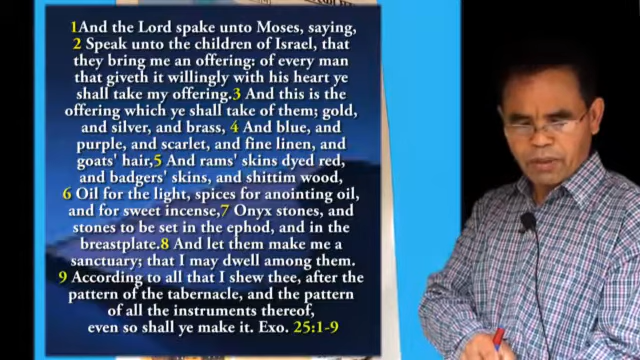 1And the Lord spake unto Moses, saying,
2 Speak unto the children of Israel, that
they bring me an offering: of every man
that giveth it willingly with his heart ye
shall take my offering.3 And this is the
offering which ye shall take of them; gold,
and silver, and brass, 4 And blue, and
purple, and scarlet, and fine linen, and
goats' hair,5 And rams' skins dyed red,
and badgers' skins, and shittim wood,
6 Oil for the light, spices for anointing oil,
and for sweet incense,7 Onyx stones, and
stones to be set in the ephod, and in the
breastplate.8 And let them make me a
sanctuary; that I may dwell among them.
9 According to all that I shew thee, after the
pattern of the tabernacle, and the pattern
of all the instruments thereof,
even so shall ye make it. Exo. 25:1-9